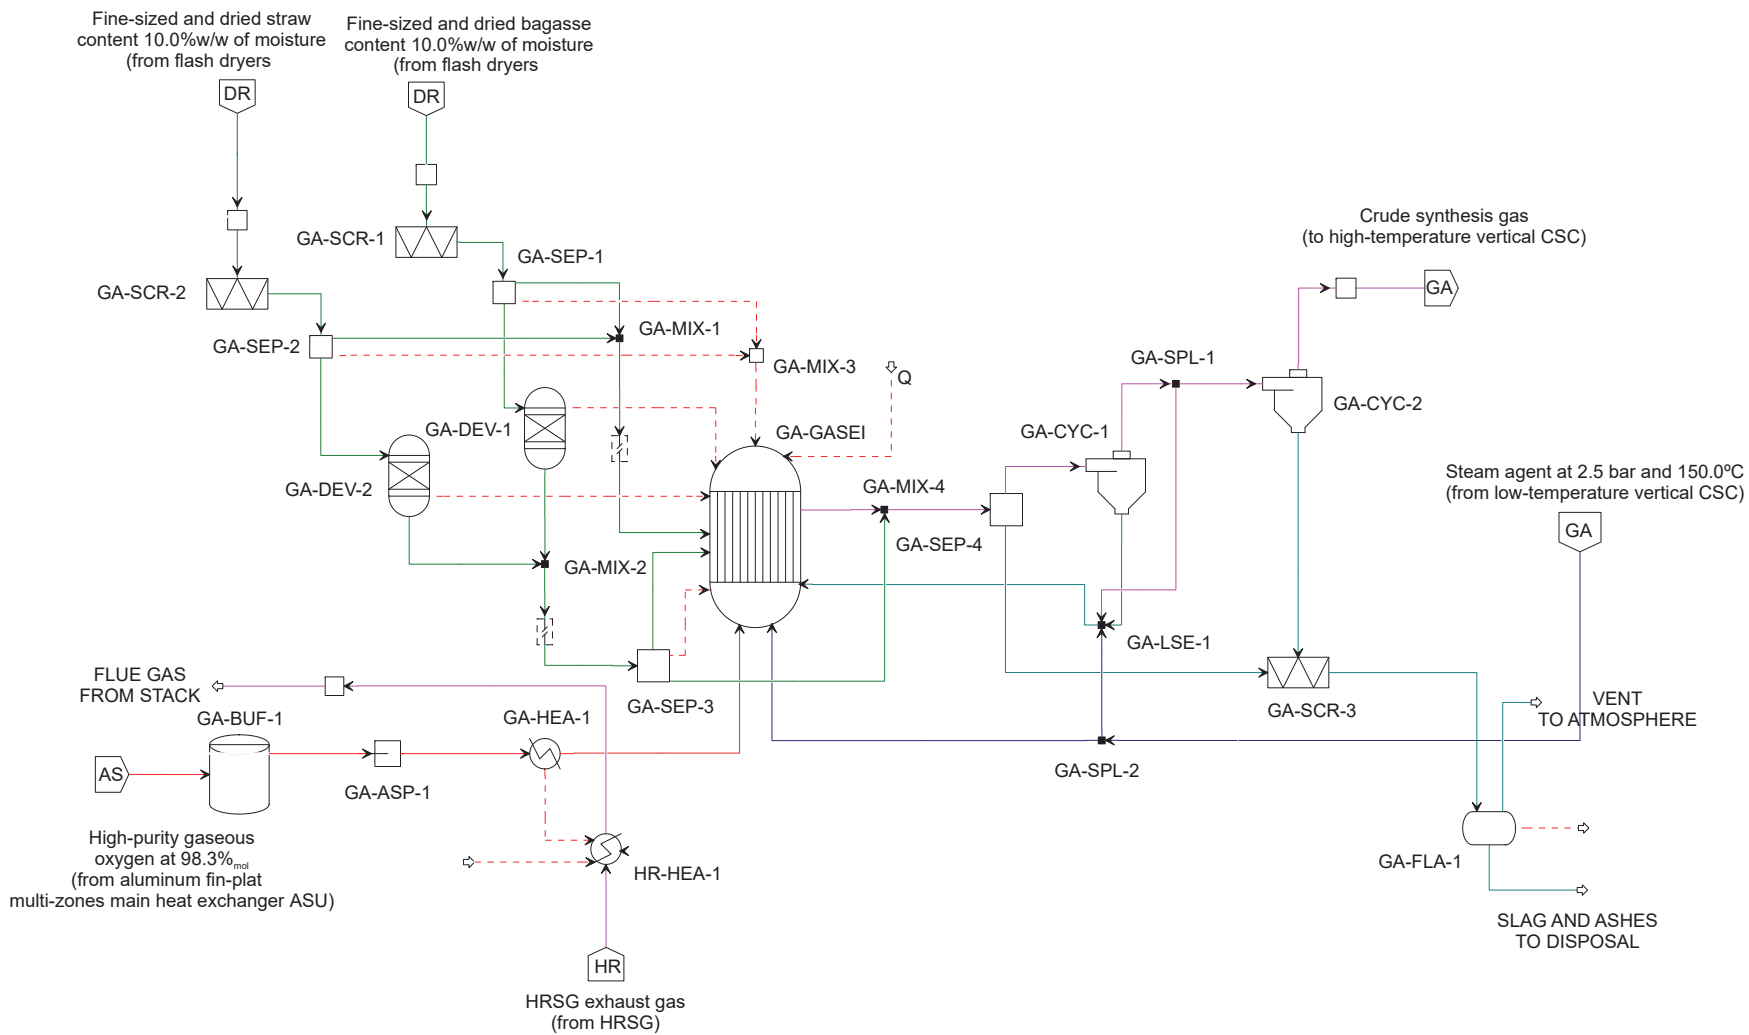 Fine-sized and dried straw
content 10.0%w/w of moisture
(from flash dryers
DR
Fine-sized and dried bagasse
content 10.0%w/w of moisture
(from flash dryers
DR
GA-SCR-1
GA-SEP-1
GA-SCR-2
GA-SEP-2
GA-MIX-1
GA-MIX-3
Q
GA-DEV-1
GA-GASEI
GA-DEV-2
GA-MIX-2
GA-SEP-3
GA-MIX-4
GA-SEP-4
GA-CYC-1
GA-SPL-1
GA-CYC-2
Crude synthesis gas
(to high-temperature vertical CSC)
GA
Steam agent at 2.5 bar and 150.0ºC
(from low-temperature vertical CSC)
GA
GA-LSE-1
GA-SCR-3
GA-SPL-2
VENT
TO ATMOSPHERE
GA-FLA-1
SLAG AND ASHES
TO DISPOSAL
FLUE GAS
FROM STACK
GA-BUF-1
AS
GA-ASP-1
GA-HEA-1
High-purity gaseous
oxygen at 98.3%mol
(from aluminum fin-plat
multi-zones main heat exchanger ASU)
HR-HEA-1
HR
HRSG exhaust gas
(from HRSG)